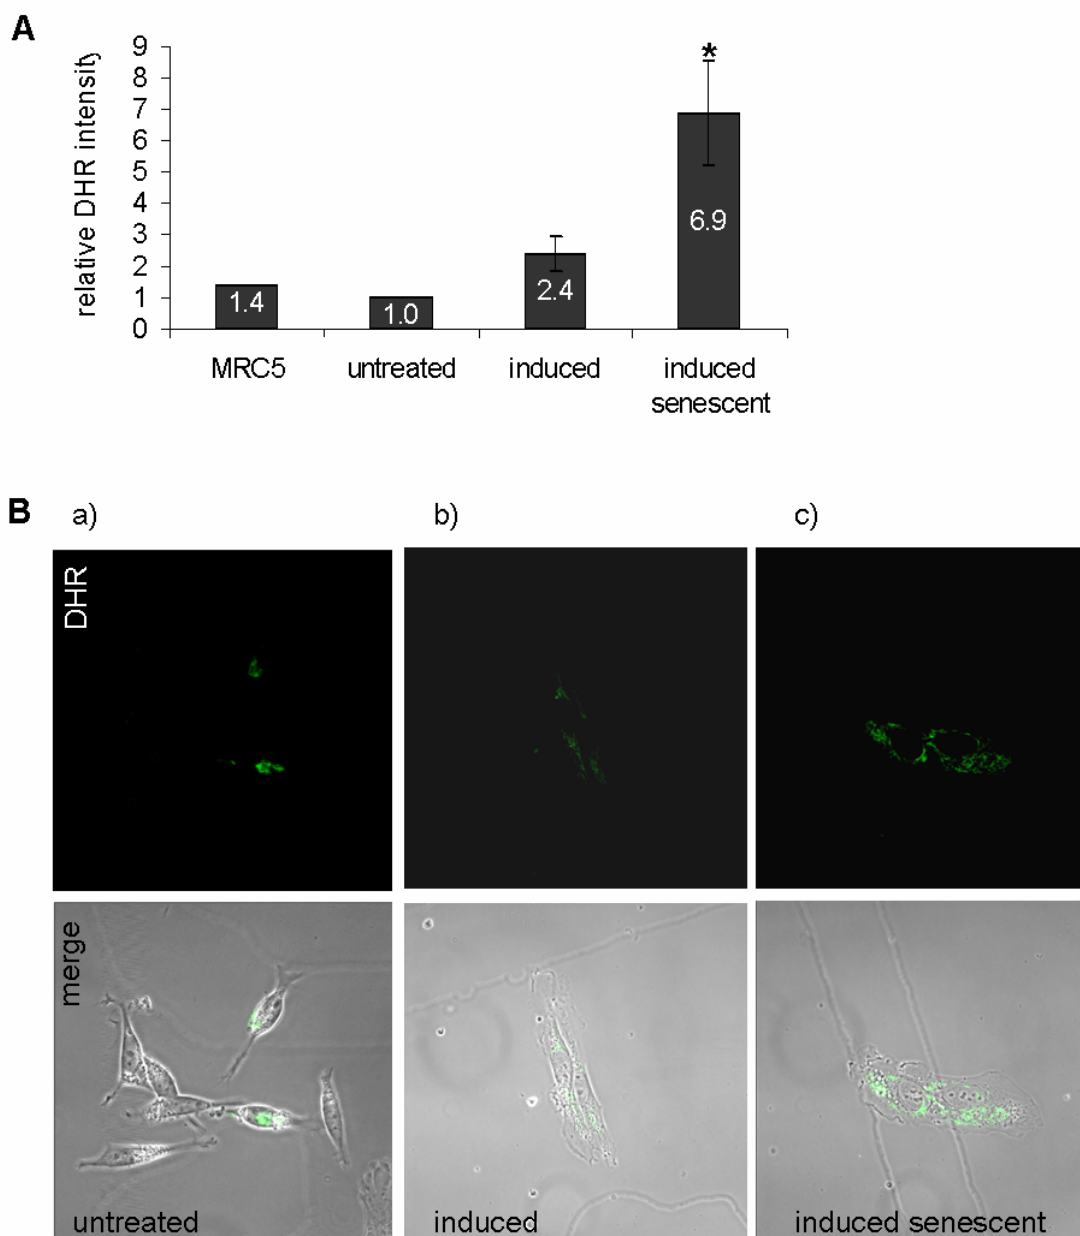 A
relative DHR intensity
9
8
7
6
5
4
3
2
1
0
*
1.4
1.0
2.4
6.9
MRC5
untreated
induced
induced
senescent
B
a)
b)
c)
DHR
merge
untreated
induced
induced senescent